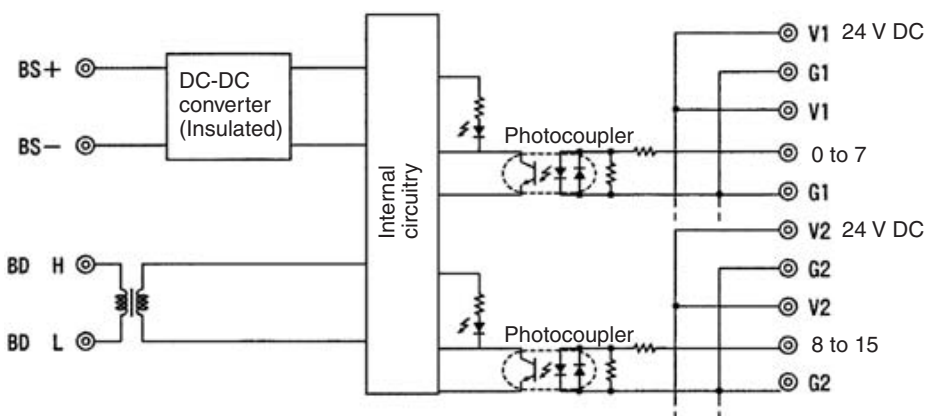 BS+
BS−
DC-DC
converter
(Insulated)
BD H
BD L
Internal
circuitry
Photocoupler
Photocoupler
V1 24 V DC
G1
V1
0 to 7
G1
V2 24 V DC
G2
V2
8 to 15
G2